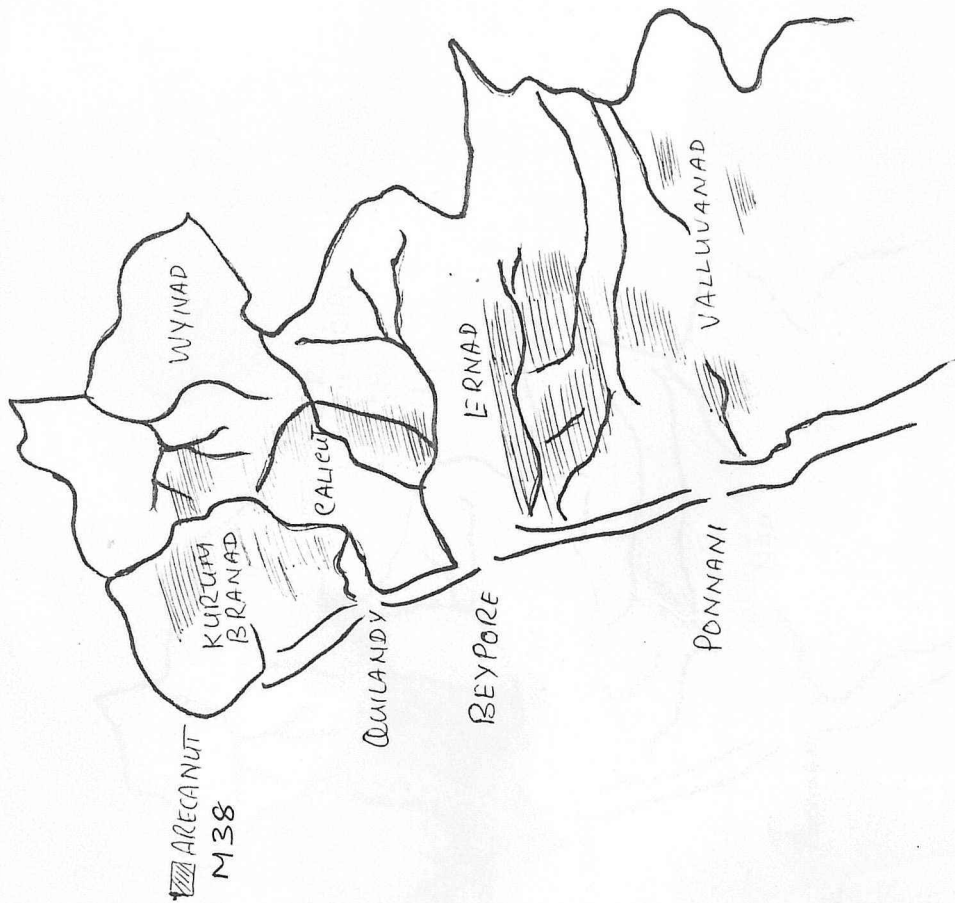 WYNAD
KURUM
BRANAD
CALICUT
ERNAD
VALLUVANAD
QUILANDY
BEYPORE
PONNANI
ARECANUT
M38